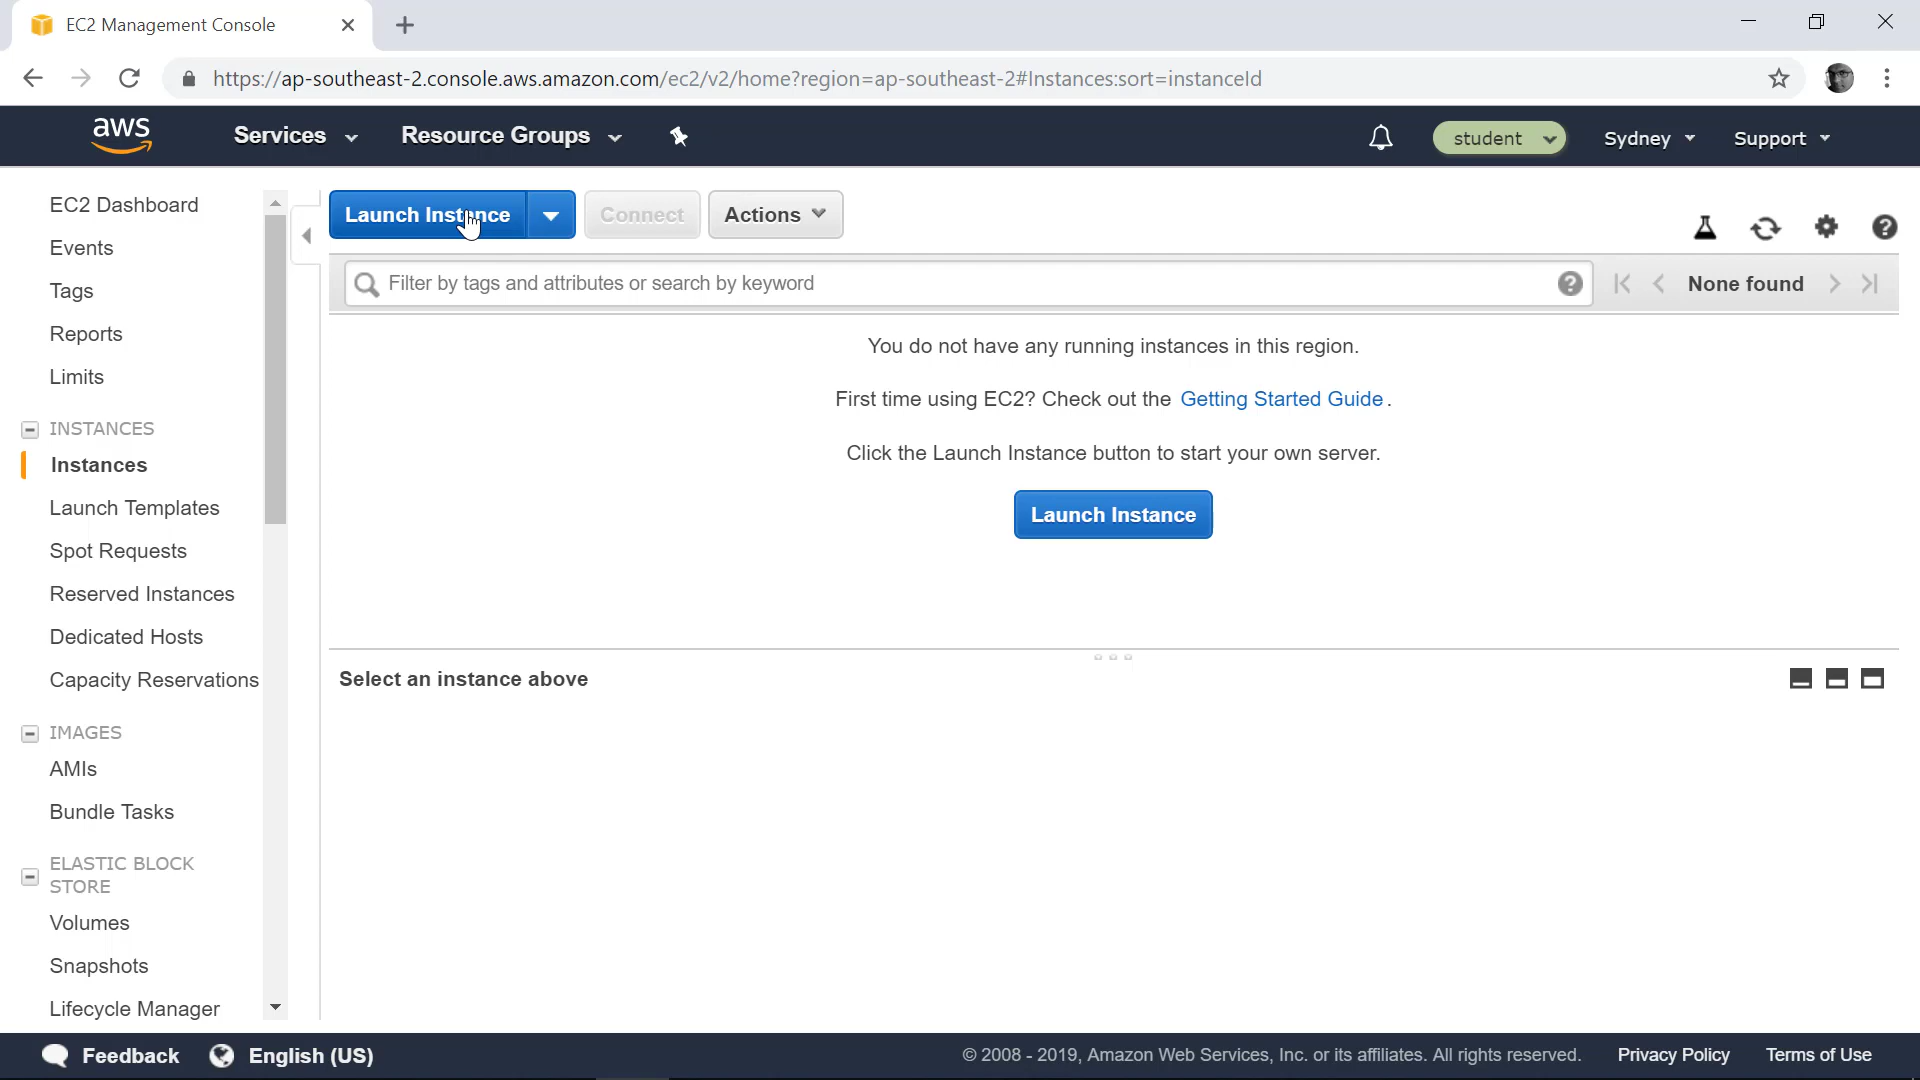 EC2 Management Console
https://ap-southeast-2.console.aws.amazon.com/ec2/v2/home?region=ap-southeast-2#Instances:sort=instanceId
aws
Services
Resource Groups
student
Sydney
Support
EC2 Dashboard
Events
Tags
Reports
Limits
INSTANCES
Instances
Launch Templates
Spot Requests
Reserved Instances
Dedicated Hosts
Capacity Reservations
IMAGES
AMIs
Bundle Tasks
ELASTIC BLOCK
STORE
Volumes
Snapshots
Lifecycle Manager
Launch Instance
Connect
Actions
Filter by tags and attributes or search by keyword
None found
You do not have any running instances in this region.
First time using EC2? Check out the Getting Started Guide.
Click the Launch Instance button to start your own server.
Launch Instance
Select an instance above
Feedback
English (US)
© 2008 - 2019, Amazon Web Services, Inc. or its affiliates. All rights reserved.
Privacy Policy
Terms of Use